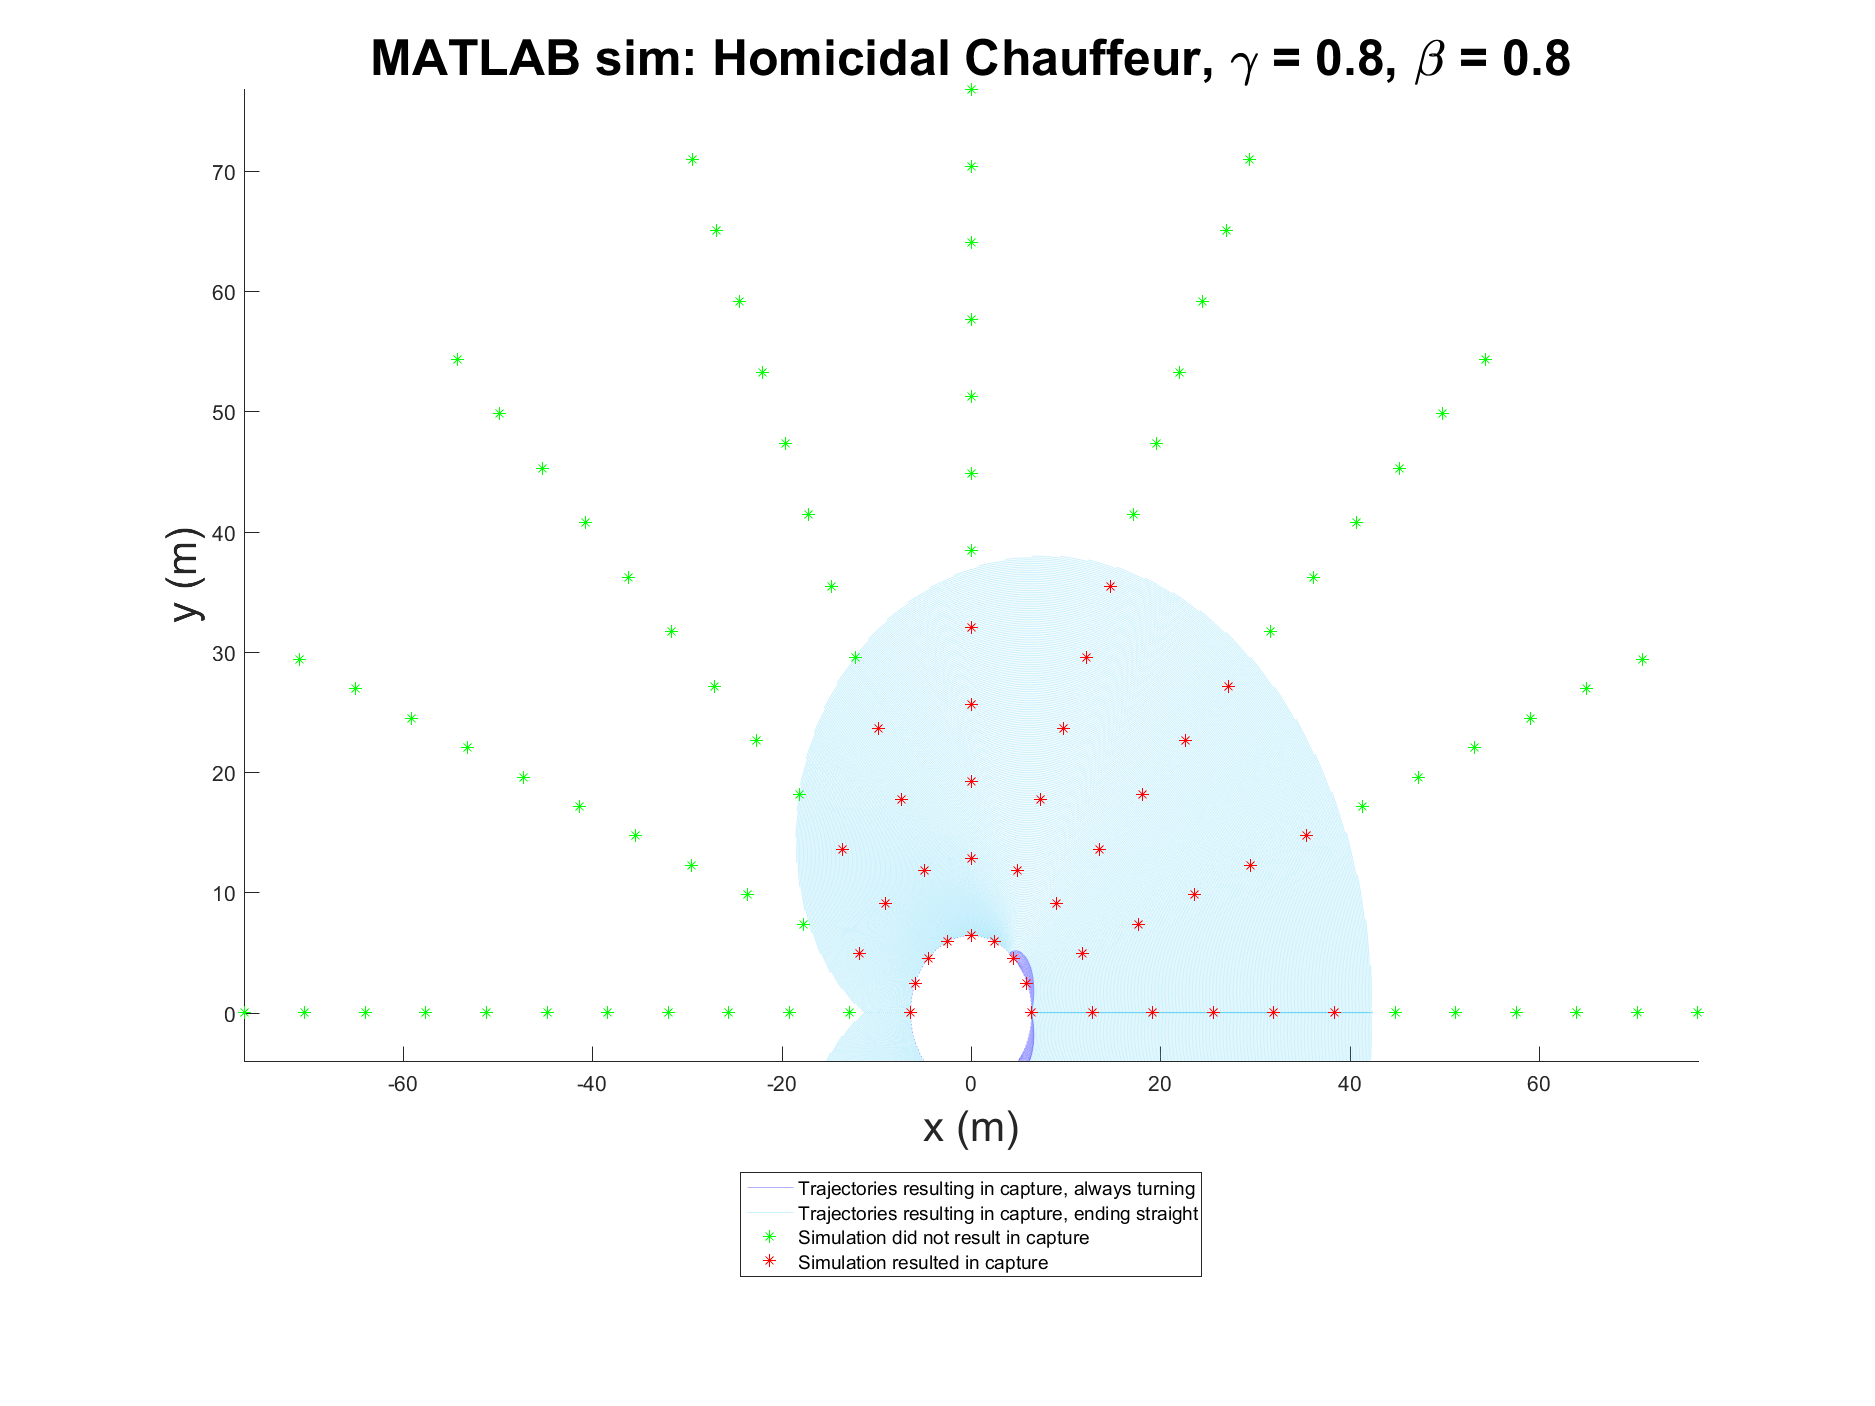 MATLAB sim: Homicidal Chauffeur, γ = 0.8, β = 0.8
70
60
50
40
30
20
10
0
y (m)
-60 -40 -20 0 20 40 60
x (m)
Trajectories resulting in capture, always turning
Trajectories resulting in capture, ending straight
Simulation did not result in capture
Simulation resulted in capture